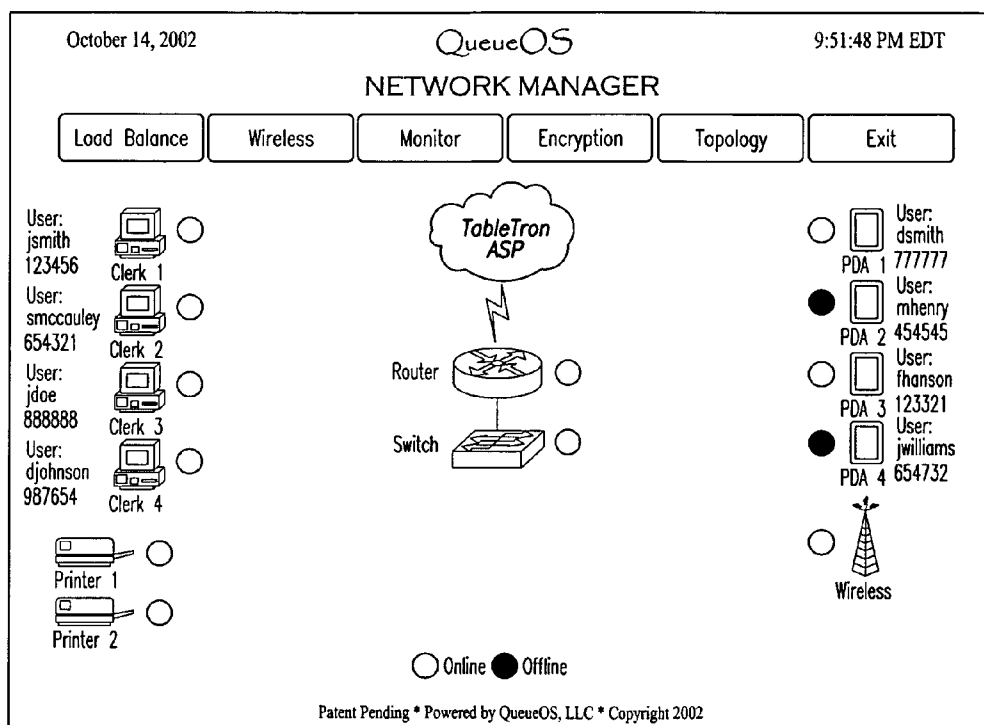 October 14, 2002
QueueOS
9:51:48 PM EDT
NETWORK MANAGER
Load Balance
Wireless
Monitor
Encryption
Topology
Exit
User:
jsmith
123456
Clerk 1
User:
smccauley
654321
Clerk 2
User:
jdoe
888888
Clerk 3
User:
djohnson
987654
Clerk 4
Printer 1
Printer 2
TableTron
ASP
Router
Switch
User:
dsmith
PDA 1 777777
User:
mhenry
PDA 2 454545
User:
fhanson
PDA 3 123321
User:
jwilliams
PDA 4 654732
Wireless
Online Offline
Patent Pending * Powered by QueueOS, LLC * Copyright 2002